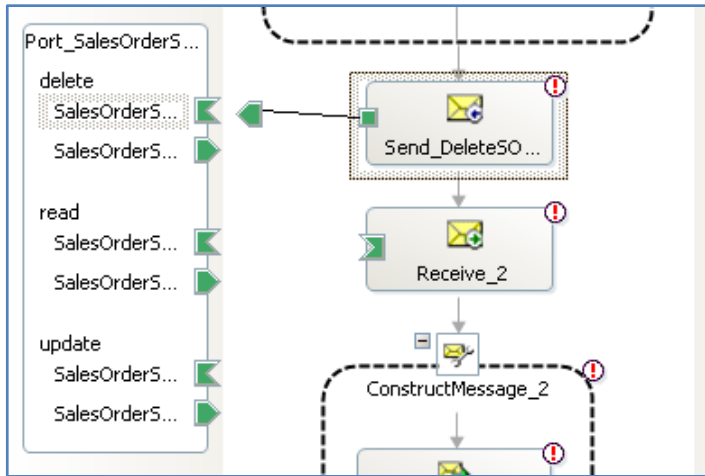 Port_SalesOrderS...
delete
SalesOrderS...
SalesOrderS...
read
SalesOrderS...
SalesOrderS...
update
SalesOrderS...
SalesOrderS...
Send_DeleteSO...
Receive_2
ConstructMessage_2